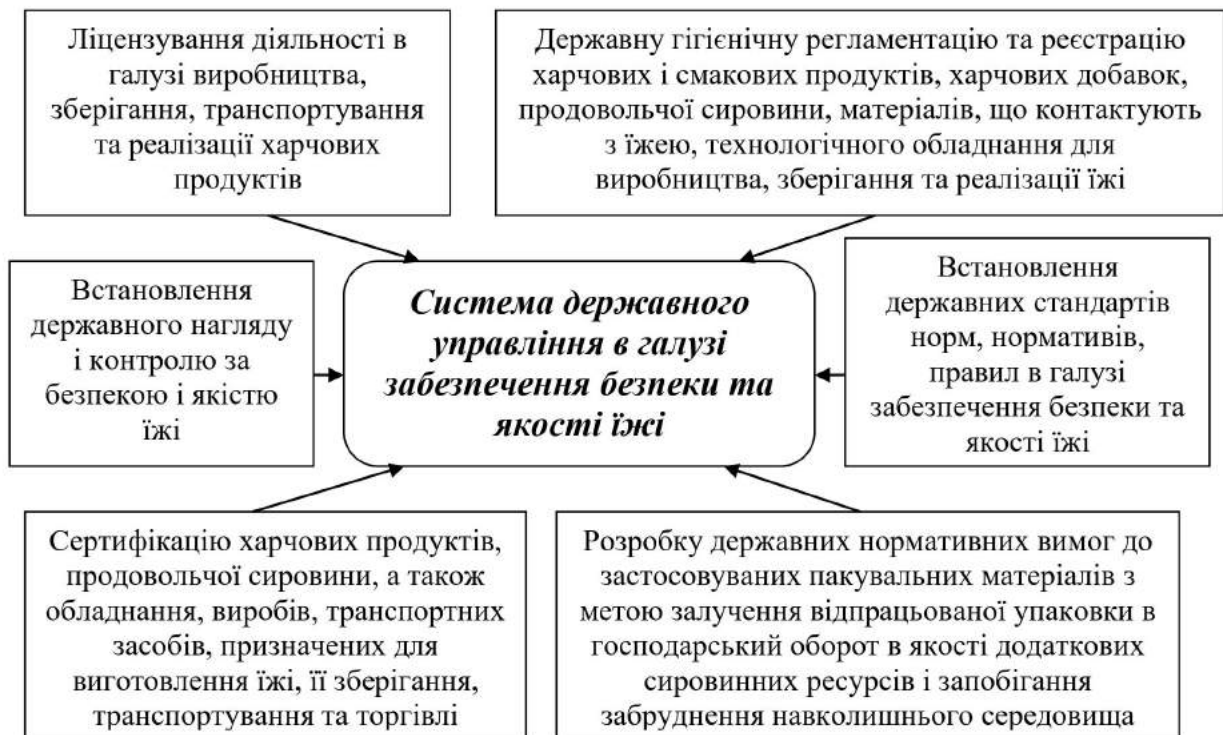 Ліцензування діяльності в
галузі виробництва,
зберігання, транспортування
та реалізації харчових
продуктів
Державну гігієнічну регламентацію та реєстрацію
харчових і смакових продуктів, харчових добавок,
продовольчої сировини, матеріалів, що контактують
з їжею, технологічного обладнання для
виробництва, зберігання та реалізації їжі
Встановлення
державного нагляду
і контролю за
безпекою і якістю
їжі
Система державного
управління в галузі
забезпечення безпеки та
якості їжі
Встановлення
державних стандартів
норм, нормативів,
правил в галузі
забезпечення безпеки та
якості їжі
Сертифікацію харчових продуктів,
продовольчої сировини, а також
обладнання, виробів, транспортних
засобів, призначених для
виготовлення їжі, її зберігання,
транспортування та торгівлі
Розробку державних нормативних вимог до
застосовуваних пакувальних матеріалів з
метою залучення відпрацьованої упаковки в
господарський оборот в якості додаткових
сировинних ресурсів і запобігання
забруднення навколишнього середовища